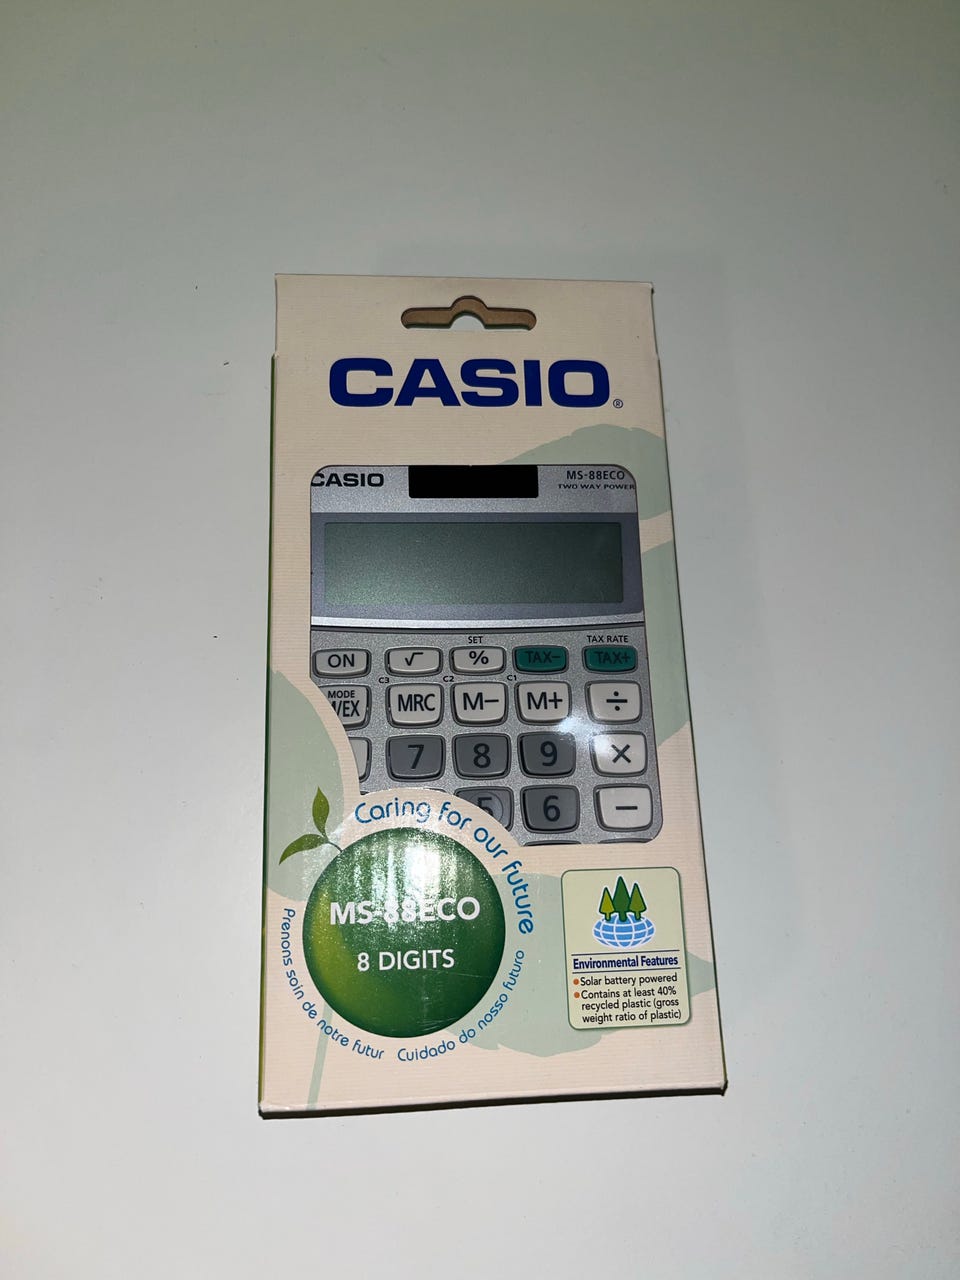 CASIO®
CASIO
MS-88ECO
TWO WAY POWER
SET
TAX RATE
ON √ % TAX- TAX+
C3 C2 C1
MODE
/EX MRC M- M+ ÷
7 8 9 ×
5 6 -
Caring for our future
MS-88ECO
8 DIGITS
Prenons soin de notre futur
Cuidado do nosso futuro
Environmental Features
•Solar battery powered
•Contains at least 40%
recycled plastic (gross
weight ratio of plastic)